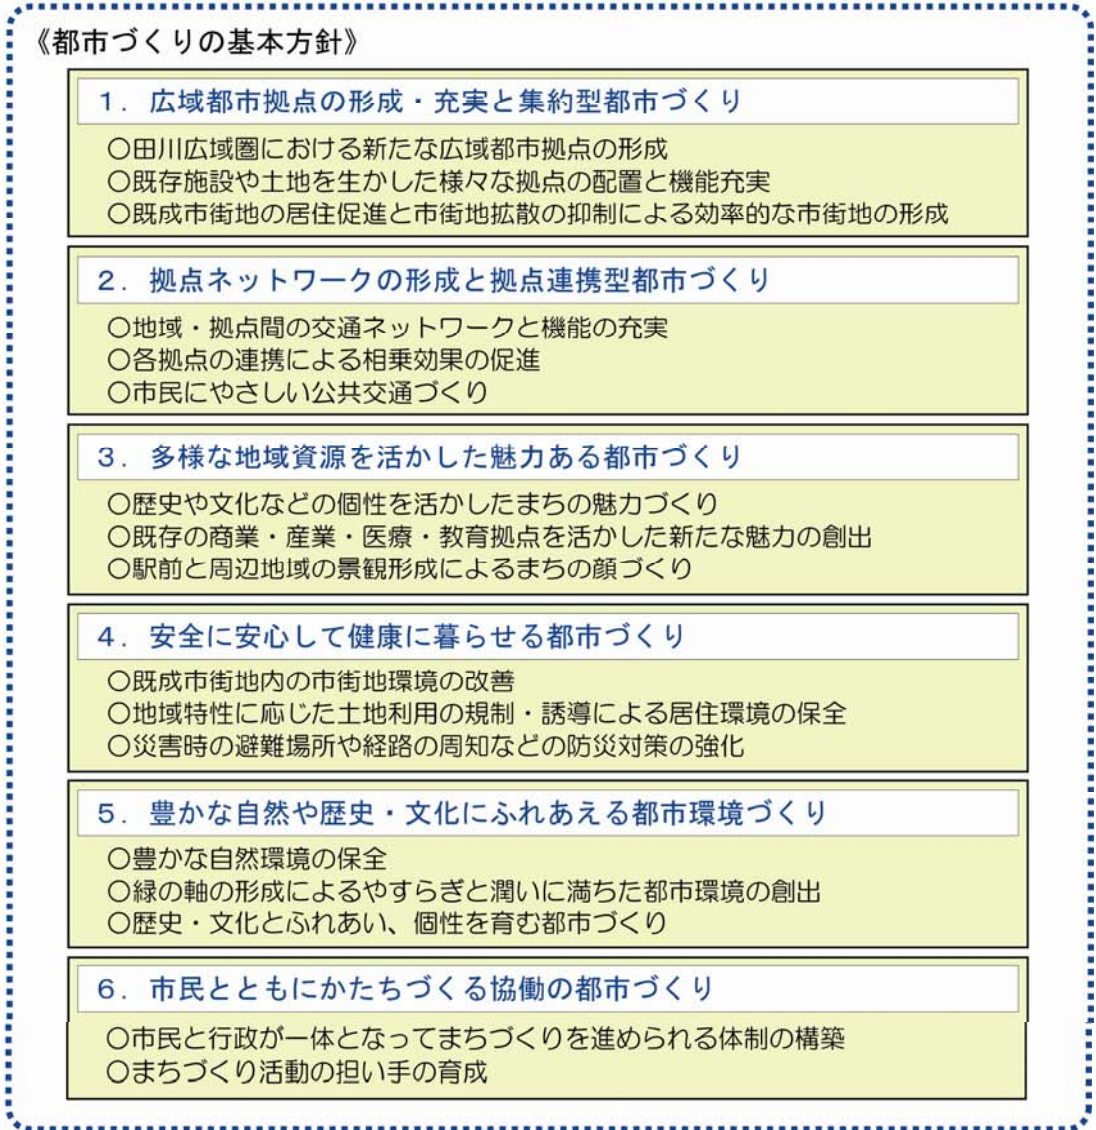 《都市づくりの基本方針》
1．広域都市拠点の形成・充実と集約型都市づくり
○田川広域圏における新たな広域都市拠点の形成
○既存施設や土地を生かした様々な拠点の配置と機能充実
○既成市街地の居住促進と市街地拡散の抑制による効率的な市街地の形成
2．拠点ネットワークの形成と拠点連携型都市づくり
○地域・拠点間の交通ネットワークと機能の充実
○各拠点の連携による相乗効果の促進
○市民にやさしい公共交通づくり
3．多様な地域資源を活かした魅力ある都市づくり
○歴史や文化などの個性を活かしたまちの魅力づくり
○既存の商業・産業・医療・教育拠点を活かした新たな魅力の創出
○駅前と周辺地域の景観形成によるまちの顔づくり
4．安全に安心して健康に暮らせる都市づくり
○既成市街地内の市街地環境の改善
○地域特性に応じた土地利用の規制・誘導による居住環境の保全
○災害時の避難場所や経路の周知などの防災対策の強化
5．豊かな自然や歴史・文化にふれあえる都市環境づくり
○豊かな自然環境の保全
○緑の軸の形成によるやすらぎと潤いに満ちた都市環境の創出
○歴史・文化とふれあい、個性を育む都市づくり
6．市民とともにかたちづくる協働の都市づくり
○市民と行政が一体となってまちづくりを進められる体制の構築
○まちづくり活動の担い手の育成